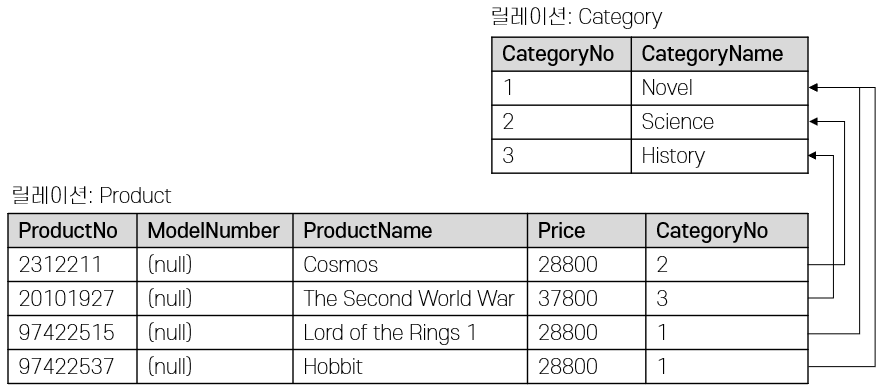 릴레이션: Category
CategoryNo CategoryName
1 Novel
2 Science
3 History
릴레이션: Product
ProductNo ModelNumber ProductName Price CategoryNo
2312211 (null) Cosmos 28800 2
20101927 (null) The Second World War 37800 3
97422515 (null) Lord of the Rings 1 28800 1
97422537 (null) Hobbit 28800 1